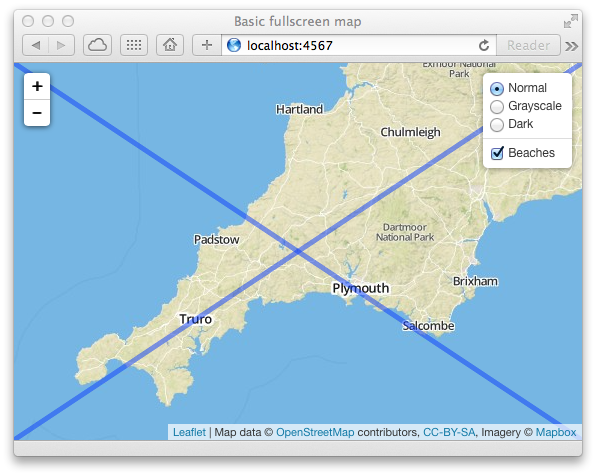 Basic fullscreen map
localhost:4567
Reader
+
−
Exmoor National
Park
Normal
Grayscale
Dark
Beaches
Hartland
Chulmleigh
Dartmoor
National Park
Padstow
Brixham
Plymouth
Truro
Salcombe
Leaflet | Map data © OpenStreetMap contributors, CC-BY-SA, Imagery © Mapbox